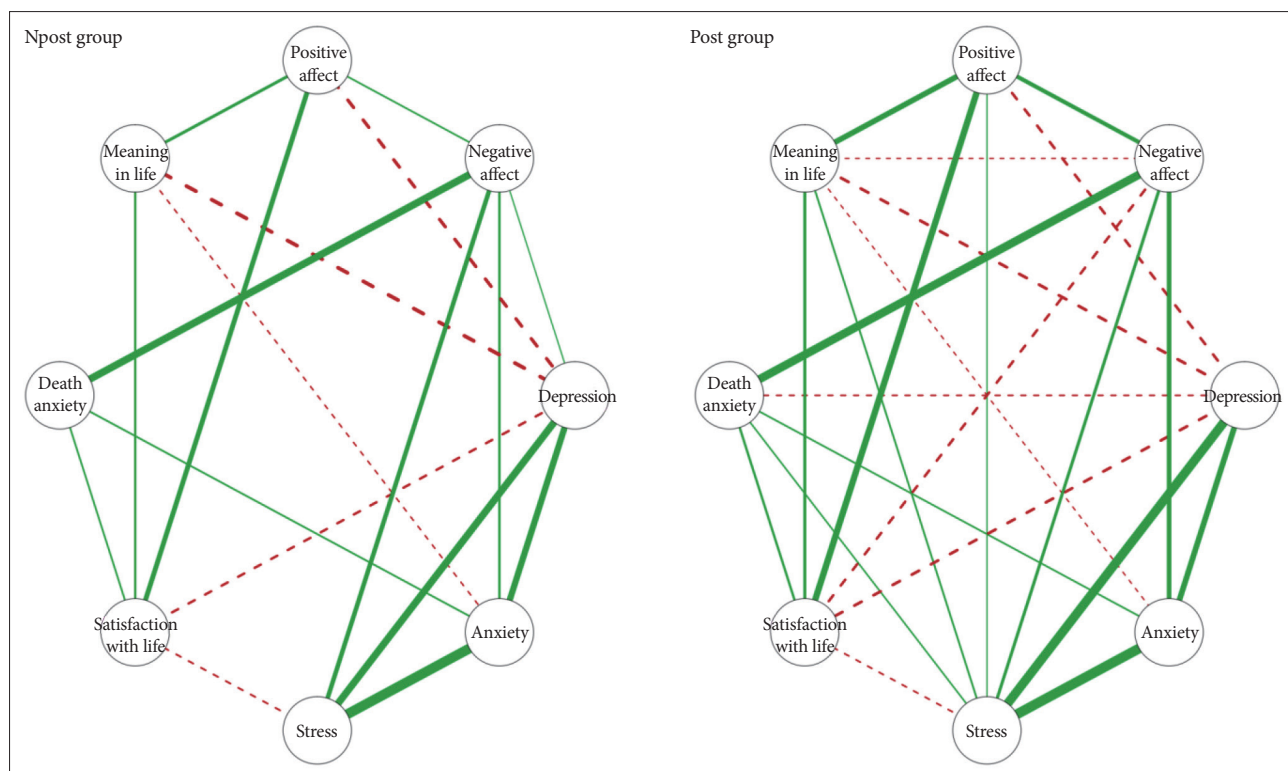 Npost group
Positive
affect
Meaning
in life
Negative
affect
Death
anxiety
Depression
Satisfaction
with life
Anxiety
Stress
Post group
Positive
affect
Meaning
in life
Negative
affect
Death
anxiety
Depression
Satisfaction
with life
Anxiety
Stress